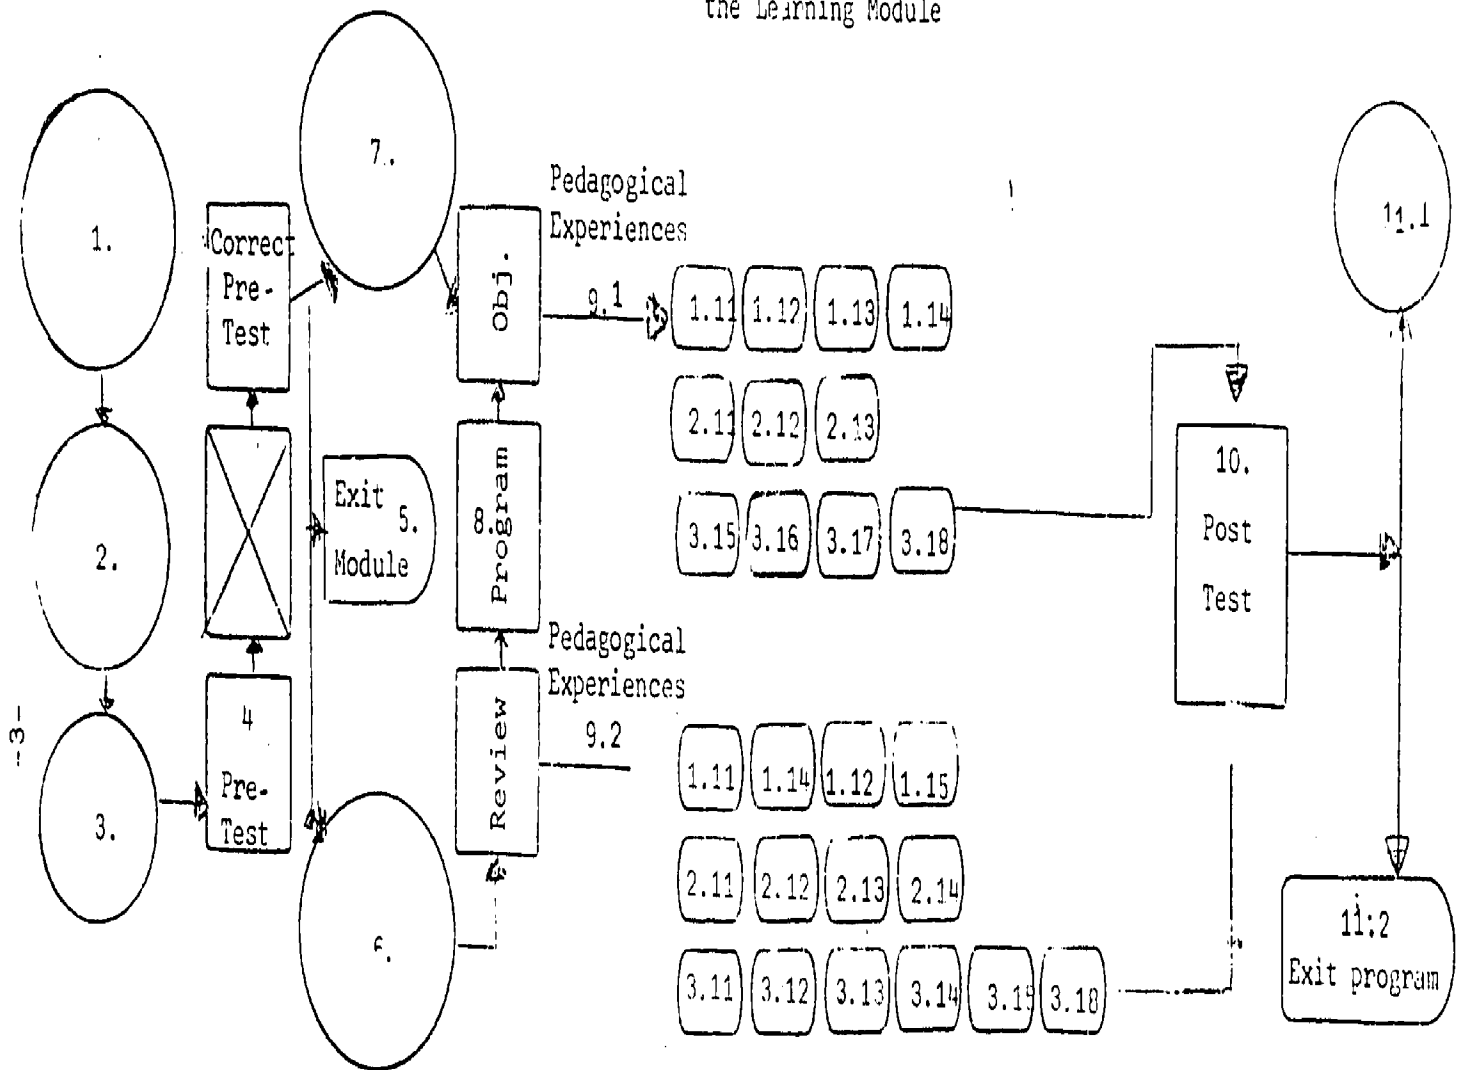 the Learning Module
1.
2.
3.
-3-
Correct
Pre-
Test
4
Pre-
Test
7.
Exit
5.
Module
6.
Obj.
8.
Program
Review
Pedagogical
Experiences
9.1
1.11 1.12 1.13 1.14
2.11 2.12 2.13
3.15 3.16 3.17 3.18
Pedagogical
Experiences
9.2
1.11 1.14 1.12 1.15
2.11 2.12 2.13 2.14
3.11 3.12 3.13 3.14 3.15 3.18
10.
Post
Test
11.1
11:2
Exit program